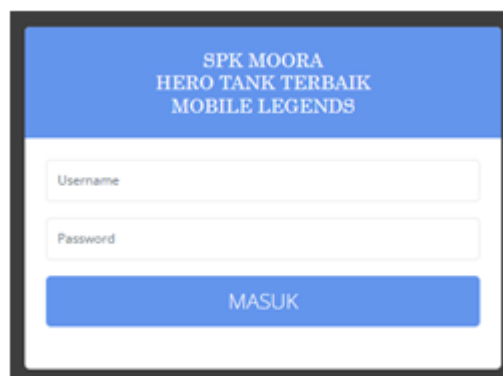 SPK MOORA
HERO TANK TERBAIK
MOBILE LEGENDS
Username
Password
MASUK